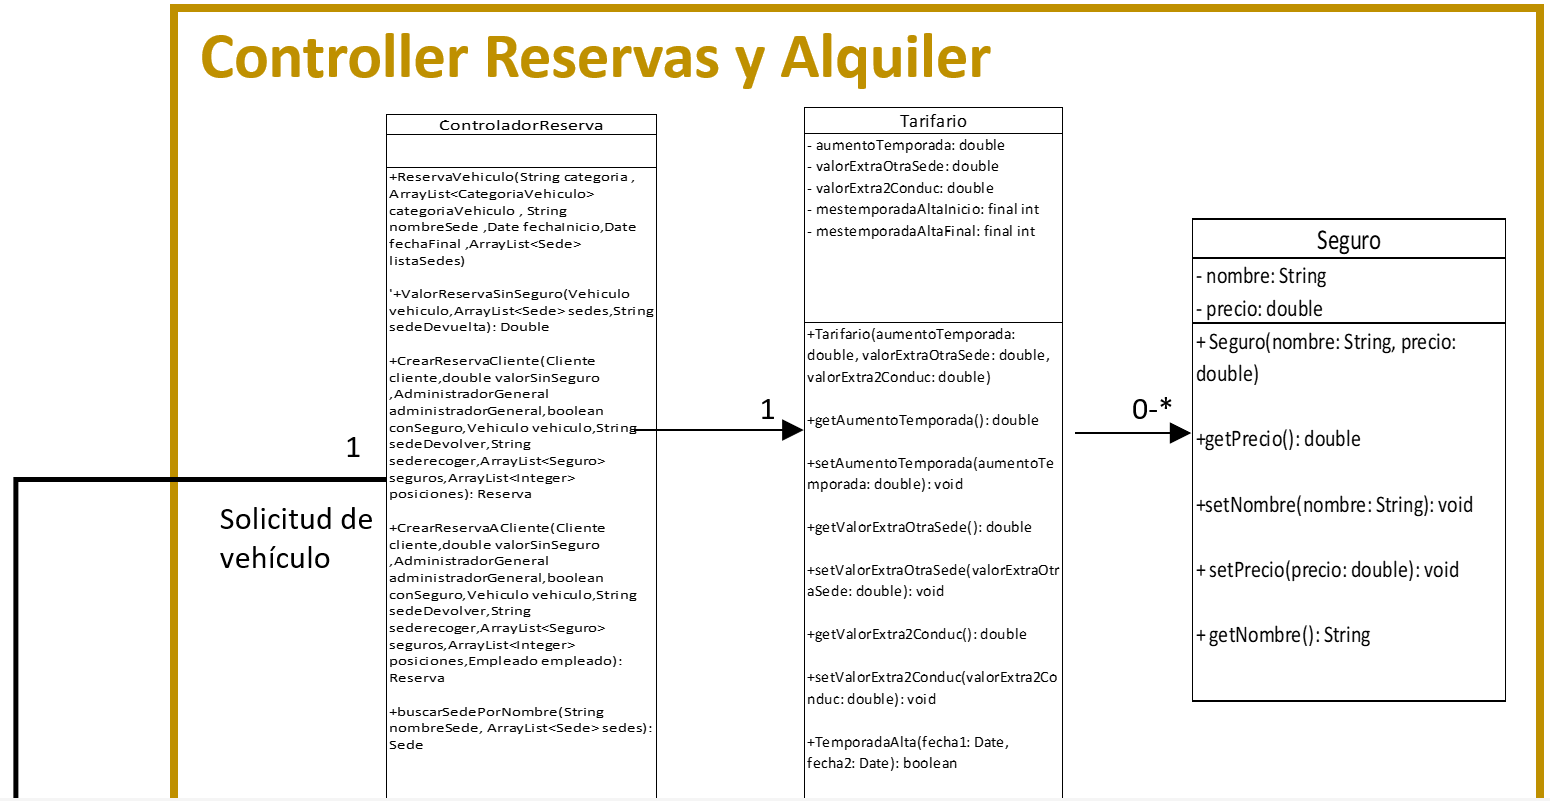 Controller Reservas y Alquiler
ControladorReserva
+ReservaVehiculo(String categoria ,
ArrayList<CategoriaVehiculo>
categoriaVehiculo , String
nombreSede ,Date fechaInicio,Date
fechaFinal ,ArrayList<Sede>
listaSedes)
'+ValorReservaSinSeguro(Vehiculo
vehiculo,ArrayList<Sede> sedes,String
sedeDevuelta): Double
+CrearReservaCliente(Cliente
cliente,double valorSinSeguro
,AdministradorGeneral
administradorGeneral,boolean
conSeguro,Vehiculo vehiculo,String
sedeDevolver,String
sederecoger,ArrayList<Seguro>
seguros,ArrayList<Integer>
posiciones): Reserva
+CrearReservaACliente(Cliente
cliente,double valorSinSeguro
,AdministradorGeneral
administradorGeneral,boolean
conSeguro,Vehiculo vehiculo,String
sedeDevolver,String
sederecoger,ArrayList<Seguro>
seguros,ArrayList<Integer>
posiciones,Empleado empleado):
Reserva
+buscarSedePorNombre(String
nombreSede, ArrayList<Sede> sedes):
Sede
1
Solicitud de
vehículo
1
Tarifario
- aumentoTemporada: double
- valorExtraOtraSede: double
- valorExtra2Conduc: double
- mestemporadaAltaInicio: final int
- mestemporadaAltaFinal: final int
+Tarifario(aumentoTemporada:
double, valorExtraOtraSede: double,
valorExtra2Conduc: double)
+getAumentoTemporada(): double
+setAumentoTemporada(aumentoTe
mporada: double): void
+getValorExtraOtraSede(): double
+setValorExtraOtraSede(valorExtraOtr
aSede: double): void
+getValorExtra2Conduc(): double
+setValorExtra2Conduc(valorExtra2Co
nduc: double): void
+TemporadaAlta(fecha1: Date,
fecha2: Date): boolean
0-*
Seguro
- nombre: String
- precio: double
+ Seguro(nombre: String, precio:
double)
+getPrecio(): double
+setNombre(nombre: String): void
+ setPrecio(precio: double): void
+ getNombre(): String